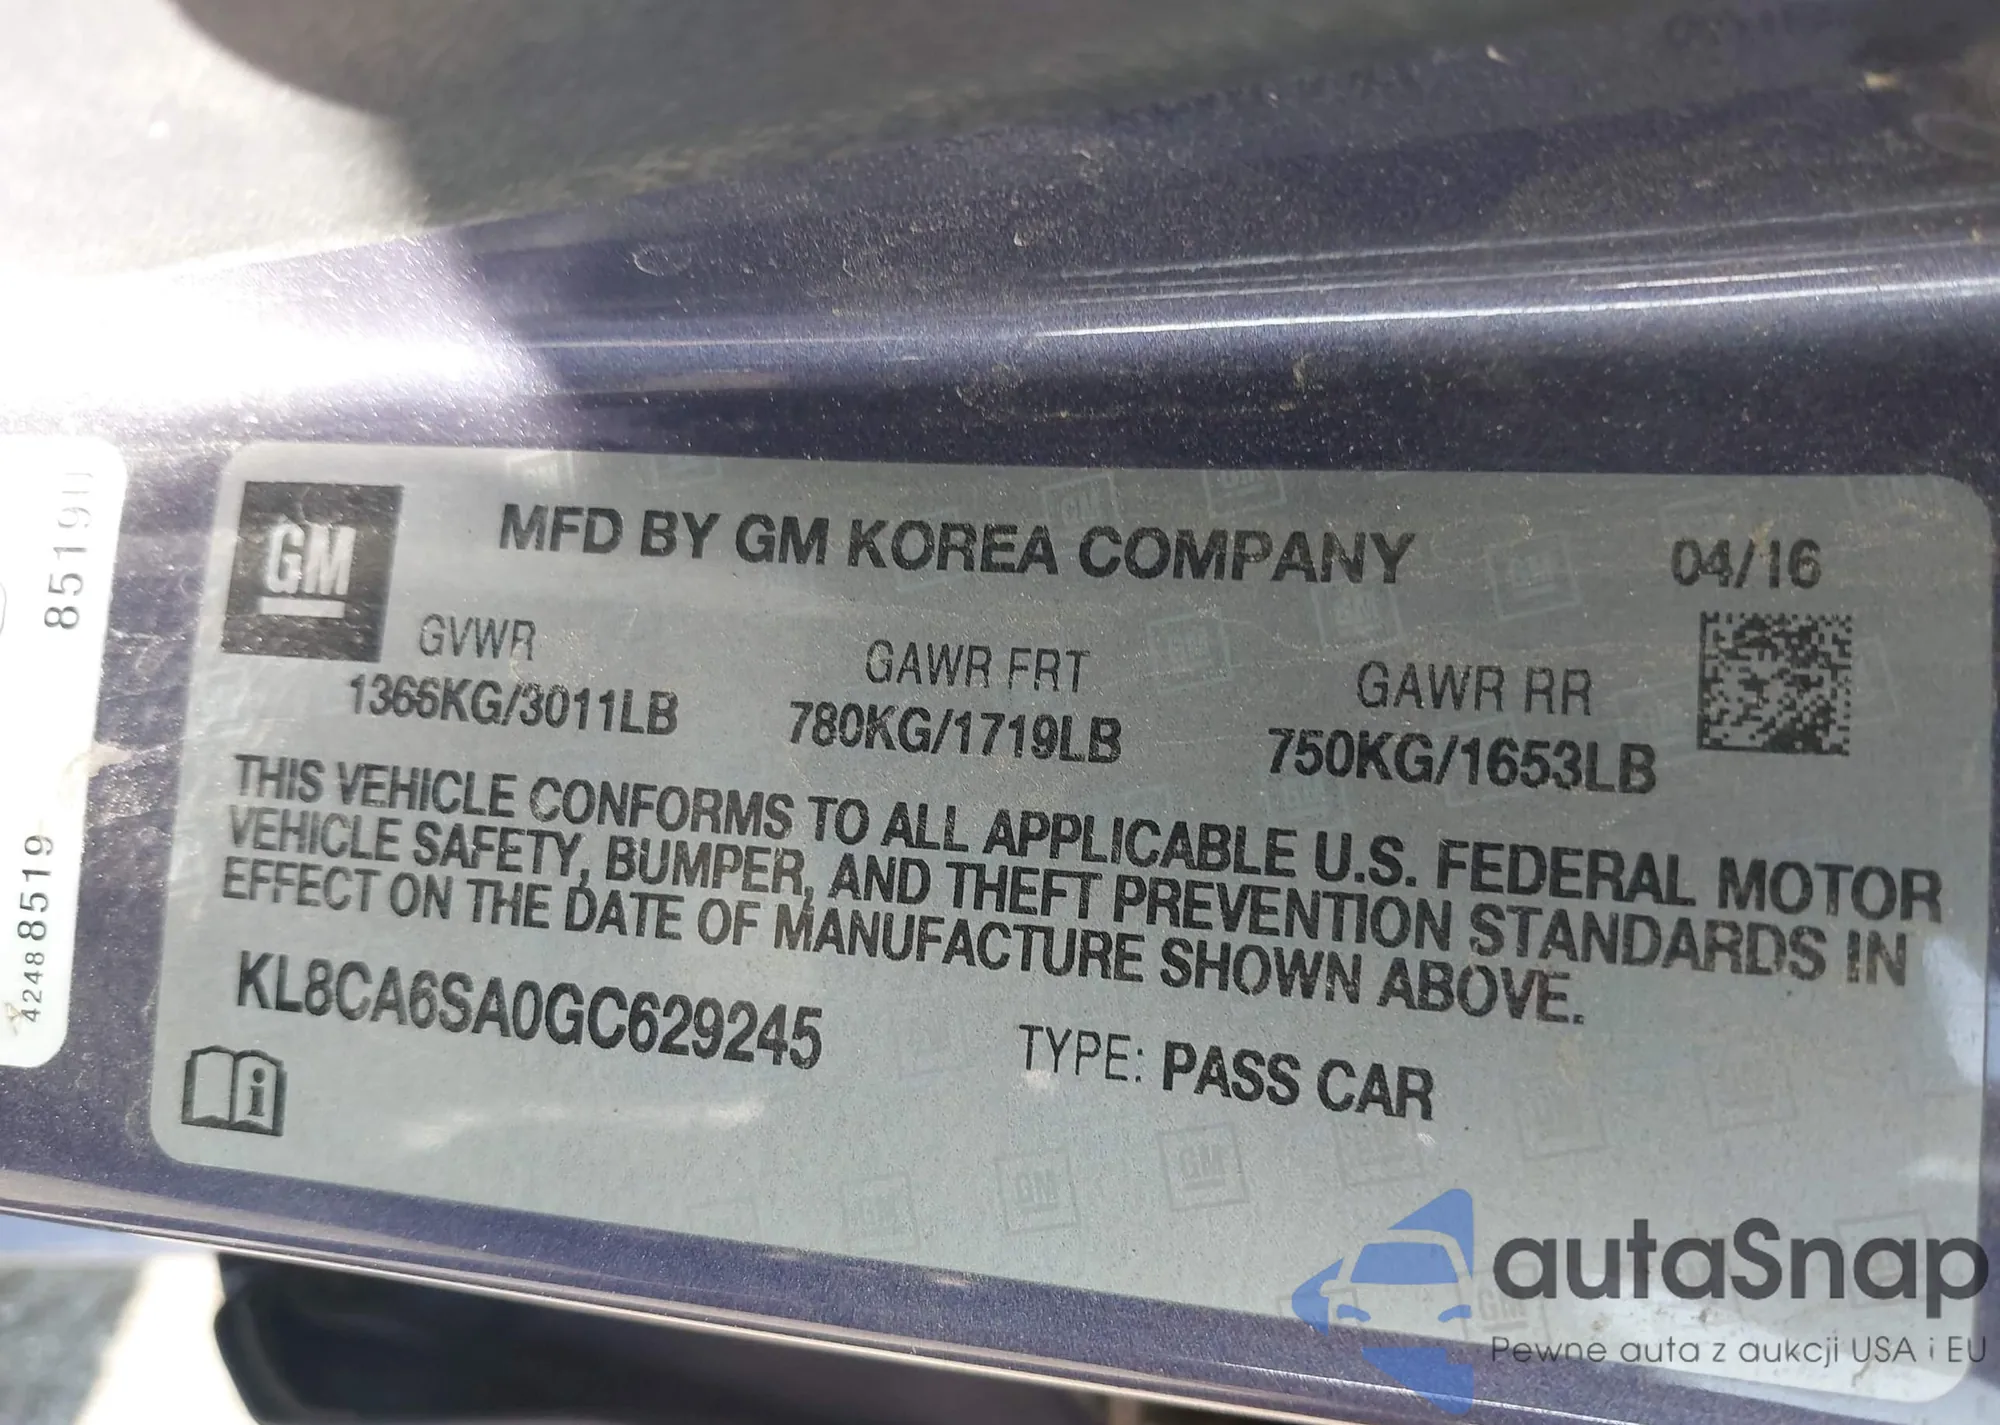 GM
MFD BY GM KOREA COMPANY
04/16
GVWR
1366KG/3011LB
GAWR FRT
780KG/1719LB
GAWR RR
750KG/1653LB
THIS VEHICLE CONFORMS TO ALL APPLICABLE U.S. FEDERAL MOTOR
VEHICLE SAFETY, BUMPER, AND THEFT PREVENTION STANDARDS IN
EFFECT ON THE DATE OF MANUFACTURE SHOWN ABOVE.
KL8CA6SA0GC629245
TYPE: PASS CAR
42488519
autaSnap
Pewne auta z aukcji USA i EU